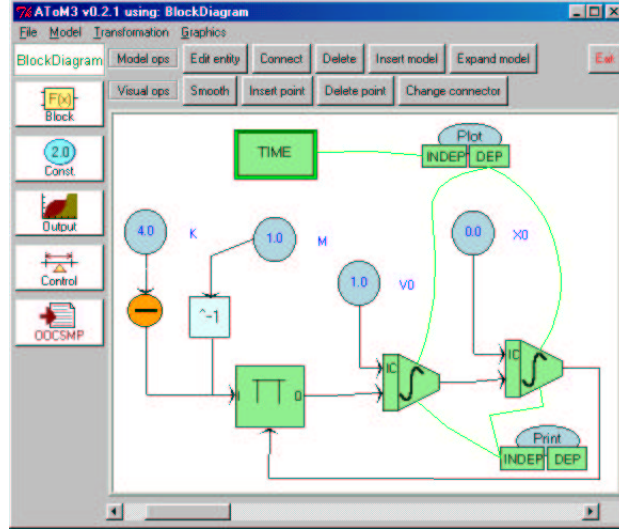 AToM3 v0.2.1 using: BlockDiagram
File Model Transformation Graphics
BlockDiagram Model ops Edit entity Connect Delete Insert model Expand model Exit
Visual ops Smooth Insert point Delete point Change connector
F(x)
Block
2.0
Const.
Output
Control
OOCSMP
TIME
Plot
INDEP DEP
4.0 K
1.0 M
0.0 X0
1.0 V0
^-1
IC
IC
I O
Print
INDEP DEP